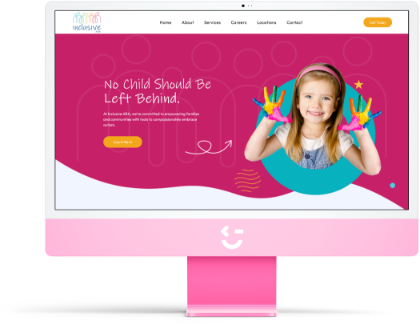 inclusive
Home About Services Careers Locations Contact
Call Today
No Child Should Be
Left Behind.
At Inclusive ABA, we're committed to empowering families
and communities with tools to compassionately embrace
autism.